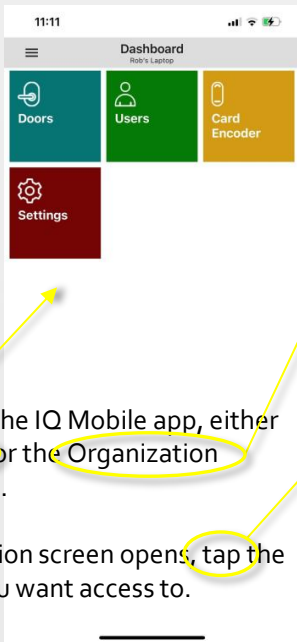 11:11
Dashboard
Rob's Laptop
Doors
Users
Card
Encoder
Settings
he IQ Mobile app, either
or the Organization
.
ion screen opens, tap the
u want access to.